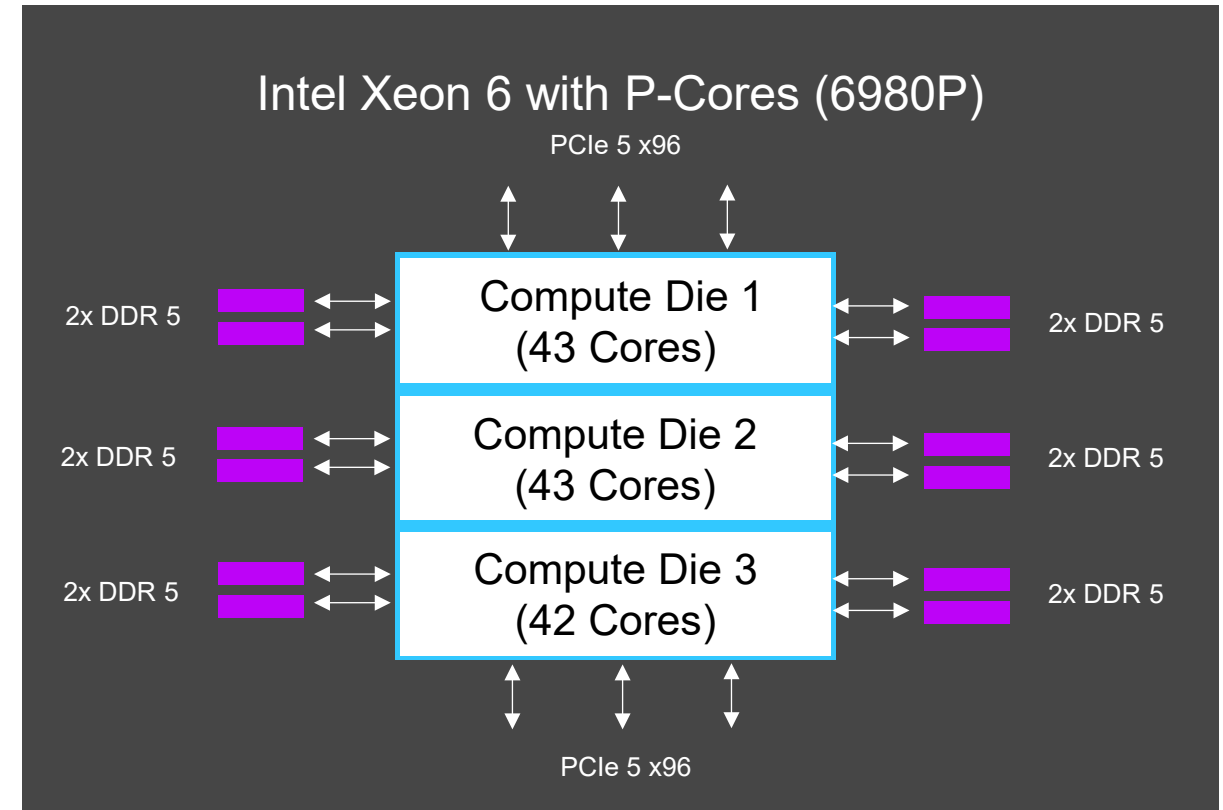 Intel Xeon 6 with P-Cores (6980P)
PCIe 5 x96
Compute Die 1
(43 Cores)
2x DDR 5
2x DDR 5
Compute Die 2
(43 Cores)
2x DDR 5
2x DDR 5
Compute Die 3
(42 Cores)
2x DDR 5
2x DDR 5
PCIe 5 x96